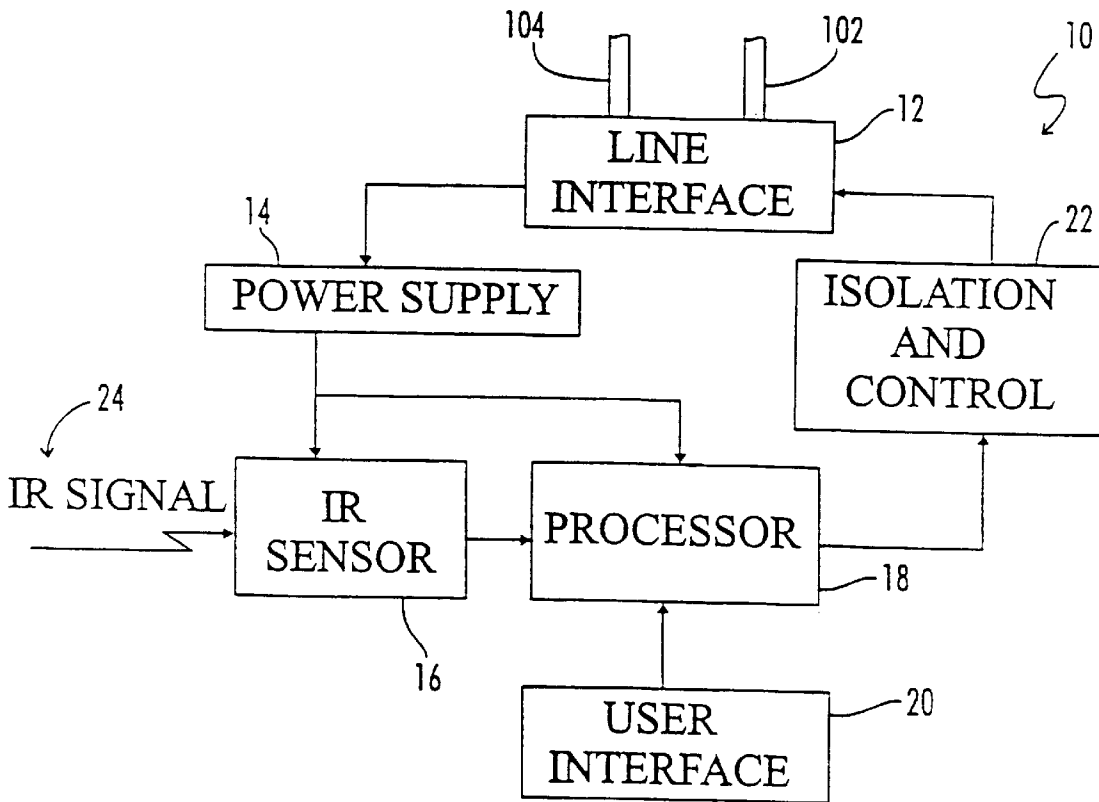 104
102
10
12
LINE
INTERFACE
14
POWER SUPPLY
22
ISOLATION
AND
CONTROL
24
IR SIGNAL
IR
SENSOR
16
PROCESSOR
18
USER
INTERFACE
20